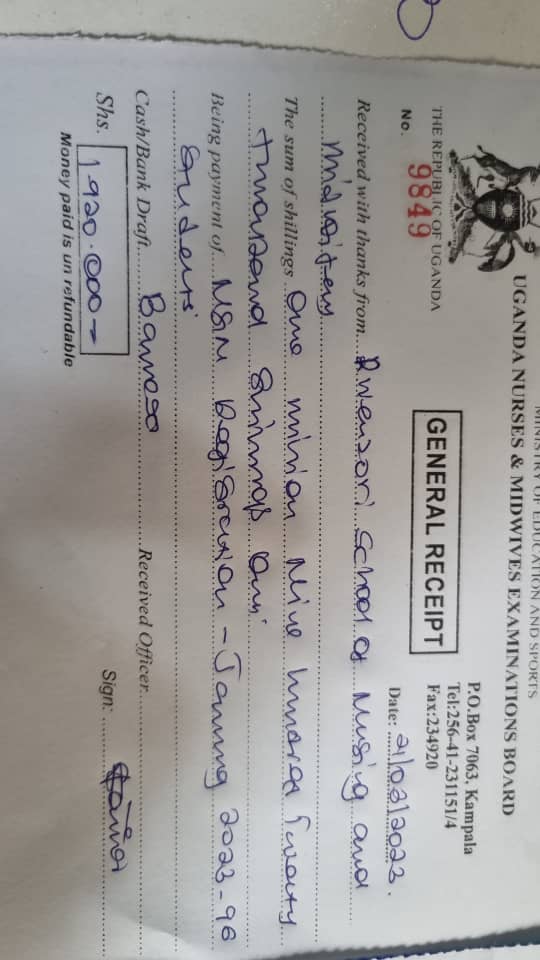 MINISTRY OF EDUCATION AND SPORTS
UGANDA NURSES & MIDWIVES EXAMINATIONS BOARD
THE REPUBLIC OF UGANDA
P.O.Box 7063, Kampala
Tel:256-41-231151/4
Fax:234920
GENERAL RECEIPT
No. 9849
Date: 21/02/2023.
Received with thanks from Rwenzori School of Nursing and
Midwifery
The sum of shillings One million Nine hundred Twenty
thousand Shillings Only
Being payment of NSIN Registration - January 2023 - 96
Students
Cash/Bank Draft Baweso Received Officer
Shs. 1,920,000 Sign:
Money paid is un refundable